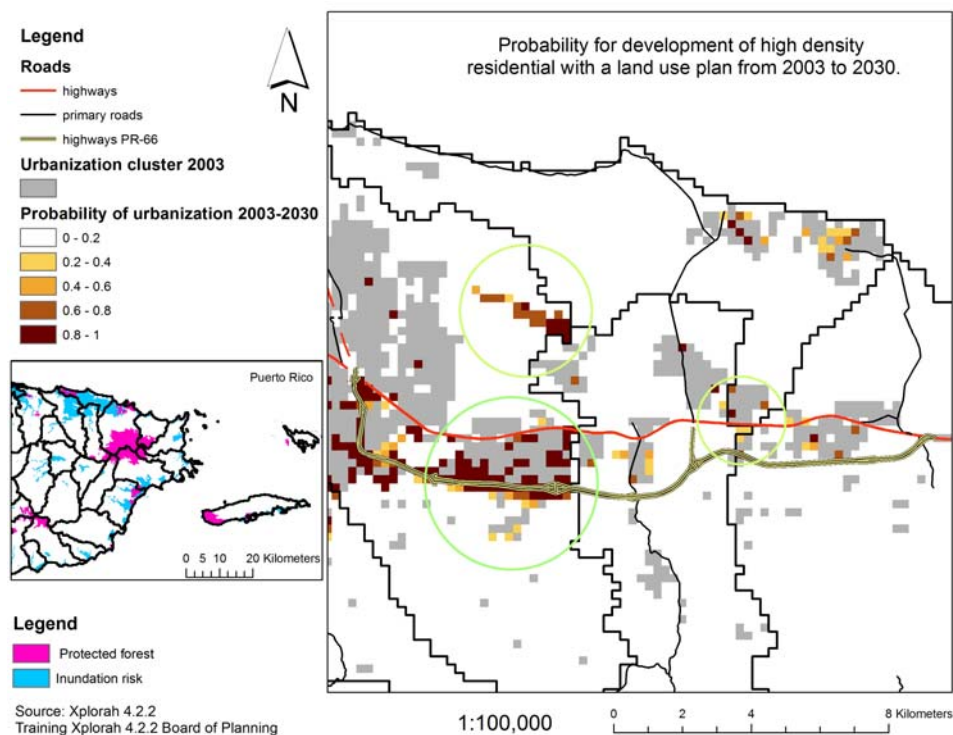 Legend
Roads
highways
primary roads
highways PR-66
Urbanization cluster 2003
Probability of urbanization 2003-2030
0 - 0.2
0.2 - 0.4
0.4 - 0.6
0.6 - 0.8
0.8 - 1
N
Probability for development of high density
residential with a land use plan from 2003 to 2030.
Puerto Rico
0 5 10 20 Kilometers
Legend
Protected forest
Inundation risk
Source: Xplorah 4.2.2
Training Xplorah 4.2.2 Board of Planning
1:100,000
0 2 4 8 Kilometers